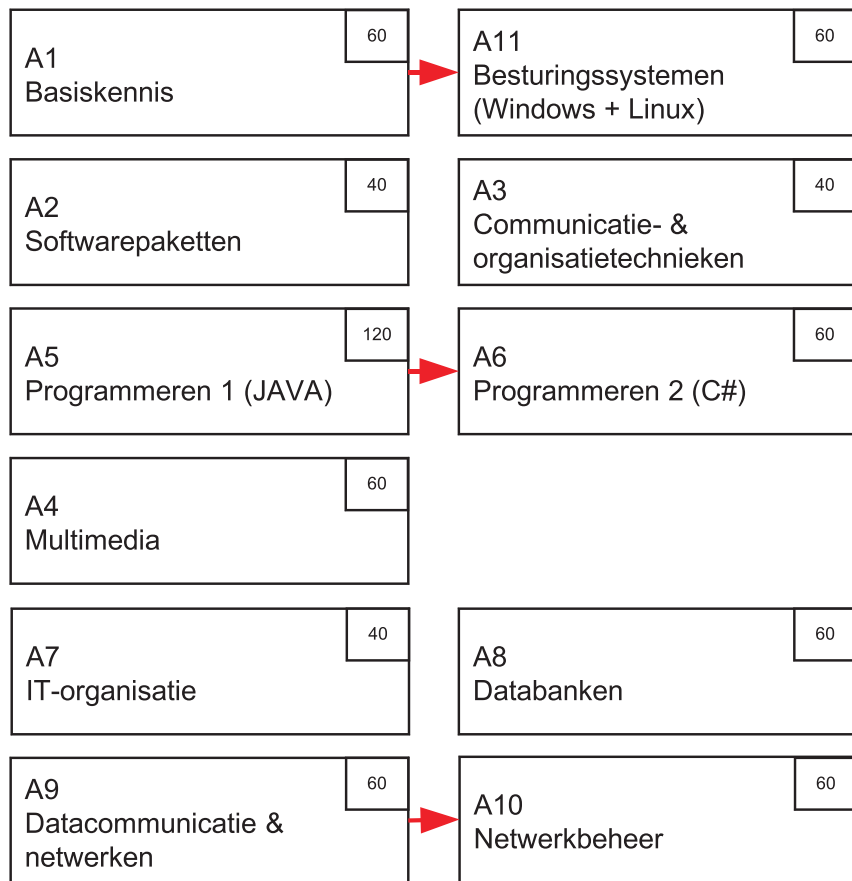 60
A1
Basiskennis
60
A11
Besturingssystemen
(Windows + Linux)
40
A2
Softwarepaketten
40
A3
Communicatie- &
organisatietechnieken
120
A5
Programmeren 1 (JAVA)
60
A6
Programmeren 2 (C#)
60
A4
Multimedia
40
A7
IT-organisatie
60
A8
Databanken
60
A9
Datacommunicatie &
netwerken
60
A10
Netwerkbeheer